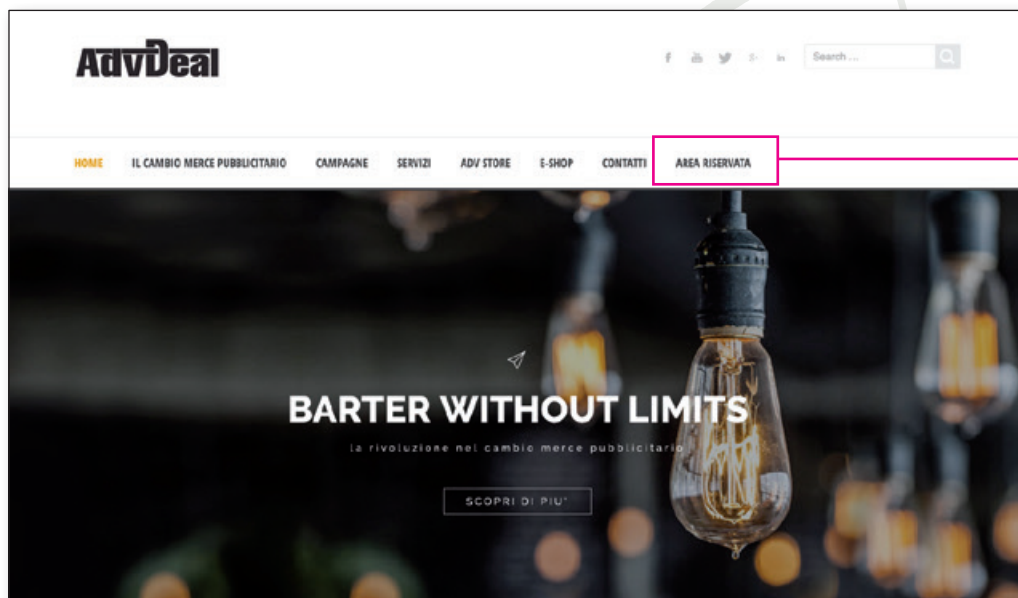 AdvDeal
Search ...
HOME IL CAMBIO MERCE PUBBLICITARIO CAMPAGNE SERVIZI ADV STORE E-SHOP CONTATTI AREA RISERVATA
BARTER WITHOUT LIMITS
la rivoluzione nel cambio merce pubblicitario
SCOPRI DI PIU'